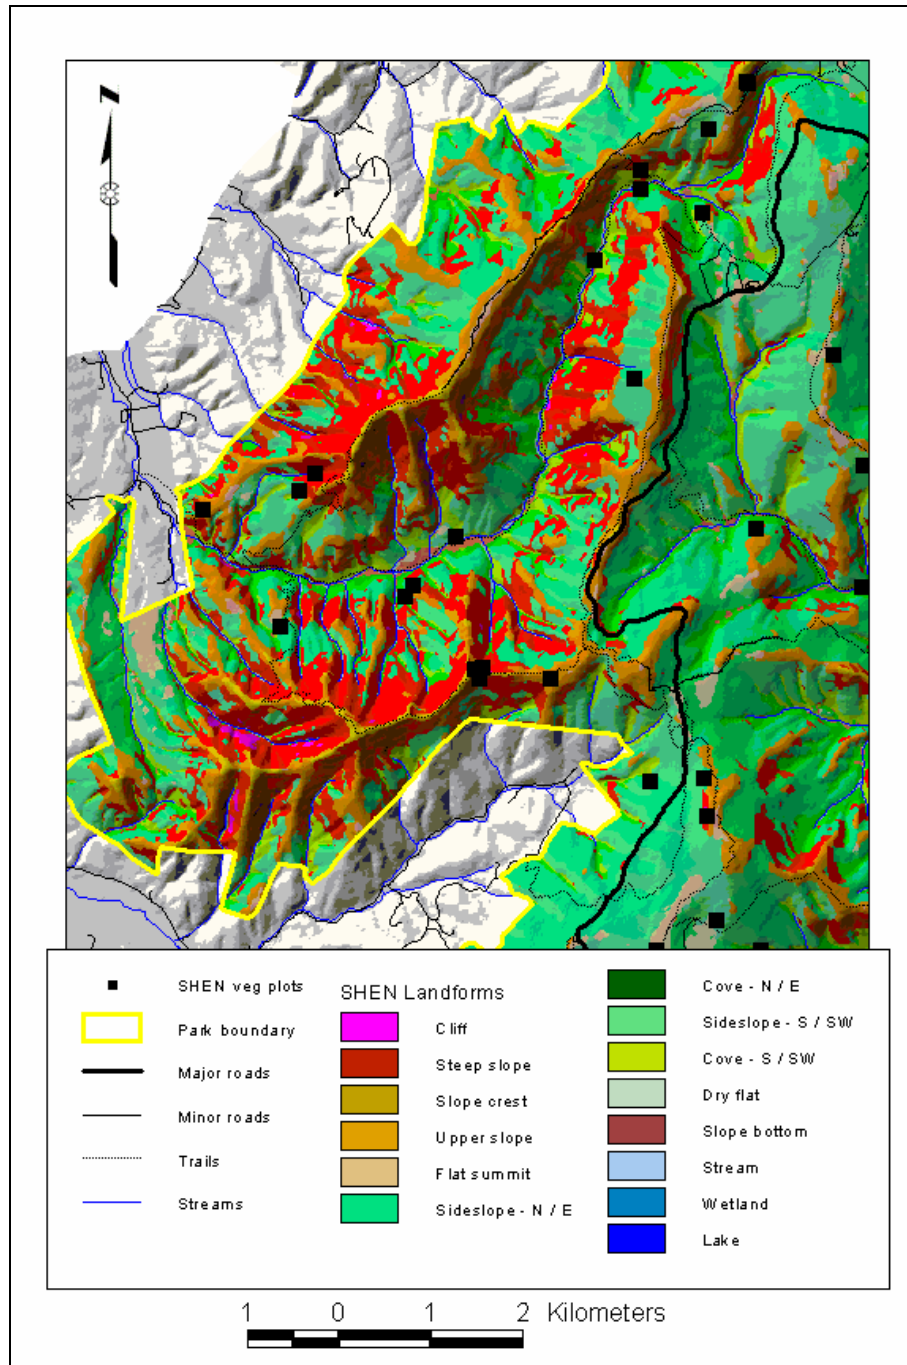 N
SHEN veg plots
Park boundary
Major roads
Minor roads
Trails
Streams
SHEN Landforms
Cliff
Steep slope
Slope crest
Upper slope
Flat summit
Sideslope - N / E
Cove - N / E
Sideslope - S / SW
Cove - S / SW
Dry flat
Slope bottom
Stream
Wetland
Lake
1 0 1 2 Kilometers